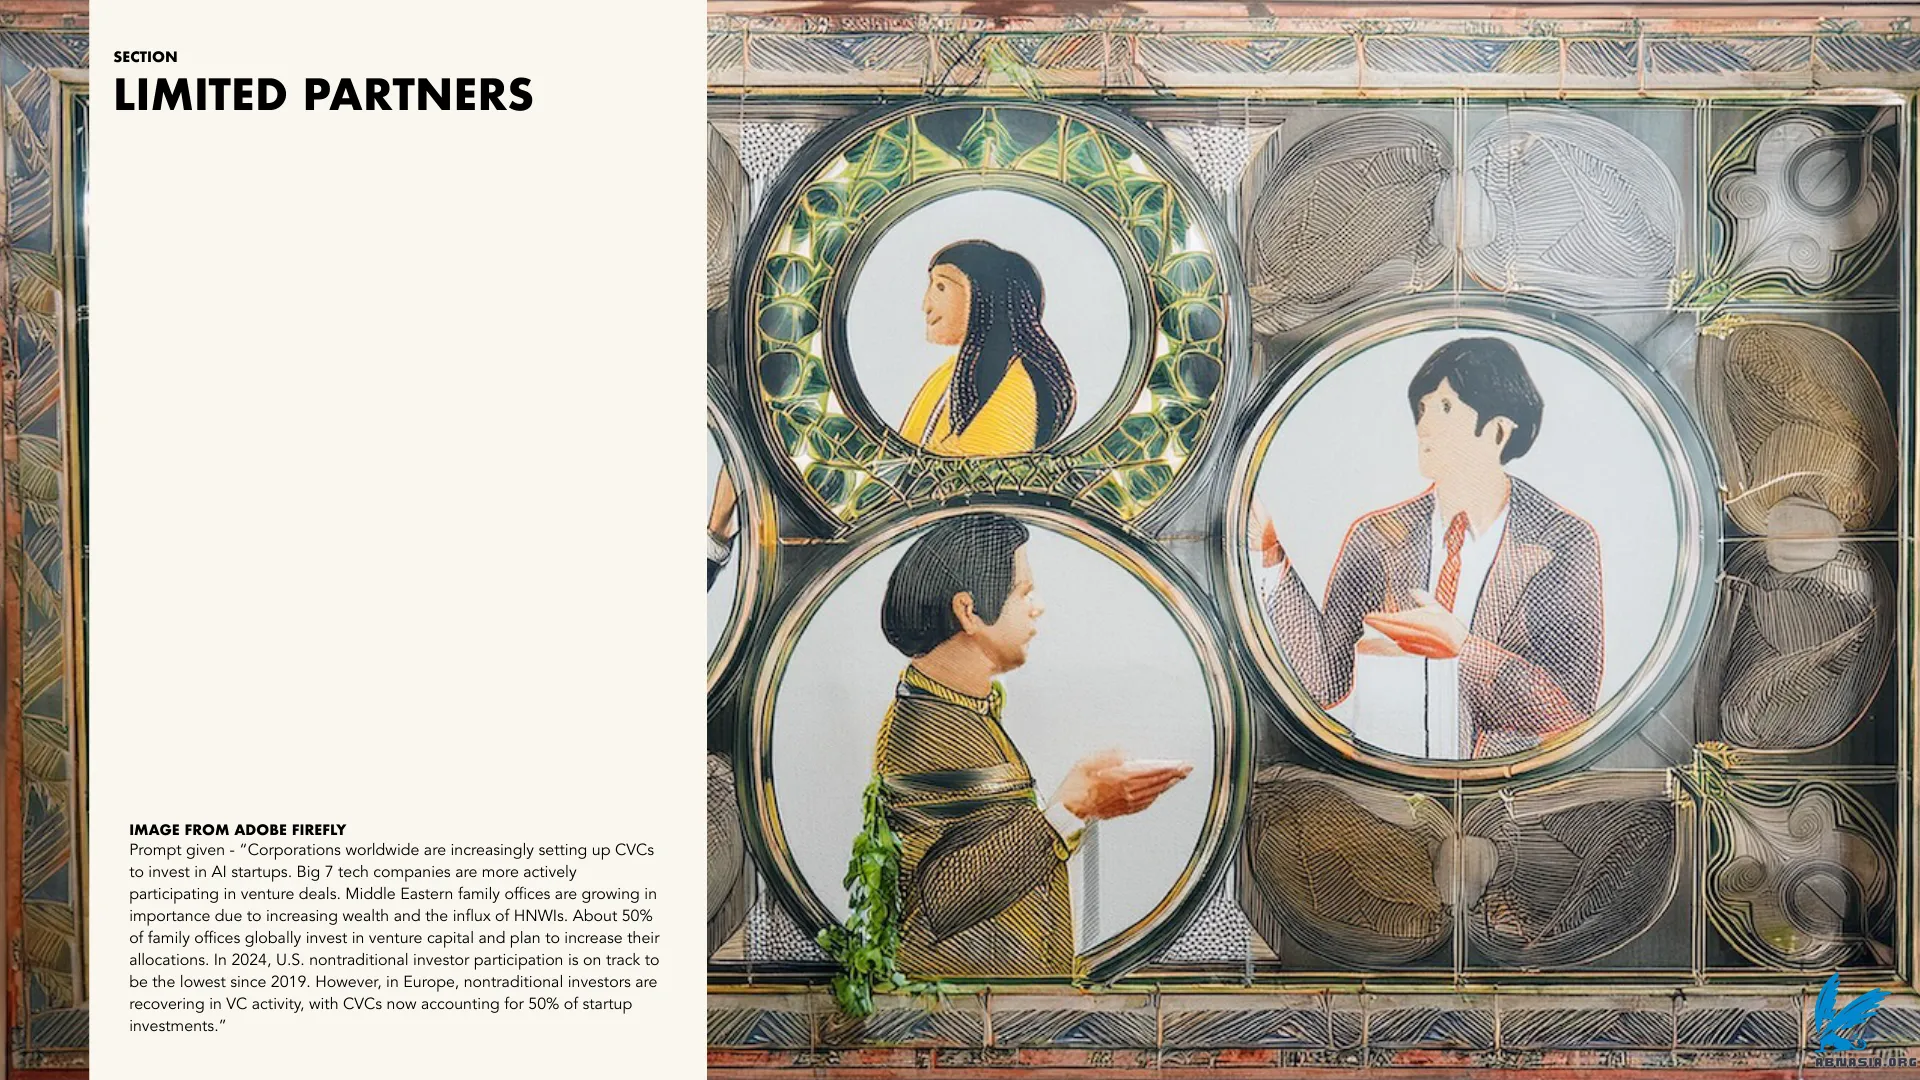 SECTION
LIMITED PARTNERS
IMAGE FROM ADOBE FIREFLY
Prompt given - “Corporations worldwide are increasingly setting up CVCs
to invest in AI startups. Big 7 tech companies are more actively
participating in venture deals. Middle Eastern family offices are growing in
importance due to increasing wealth and the influx of HNWIs. About 50%
of family offices globally invest in venture capital and plan to increase their
allocations. In 2024, U.S. nontraditional investor participation is on track to
be the lowest since 2019. However, in Europe, nontraditional investors are
recovering in VC activity, with CVCs now accounting for 50% of startup
investments.”
ABNASIA.ORG